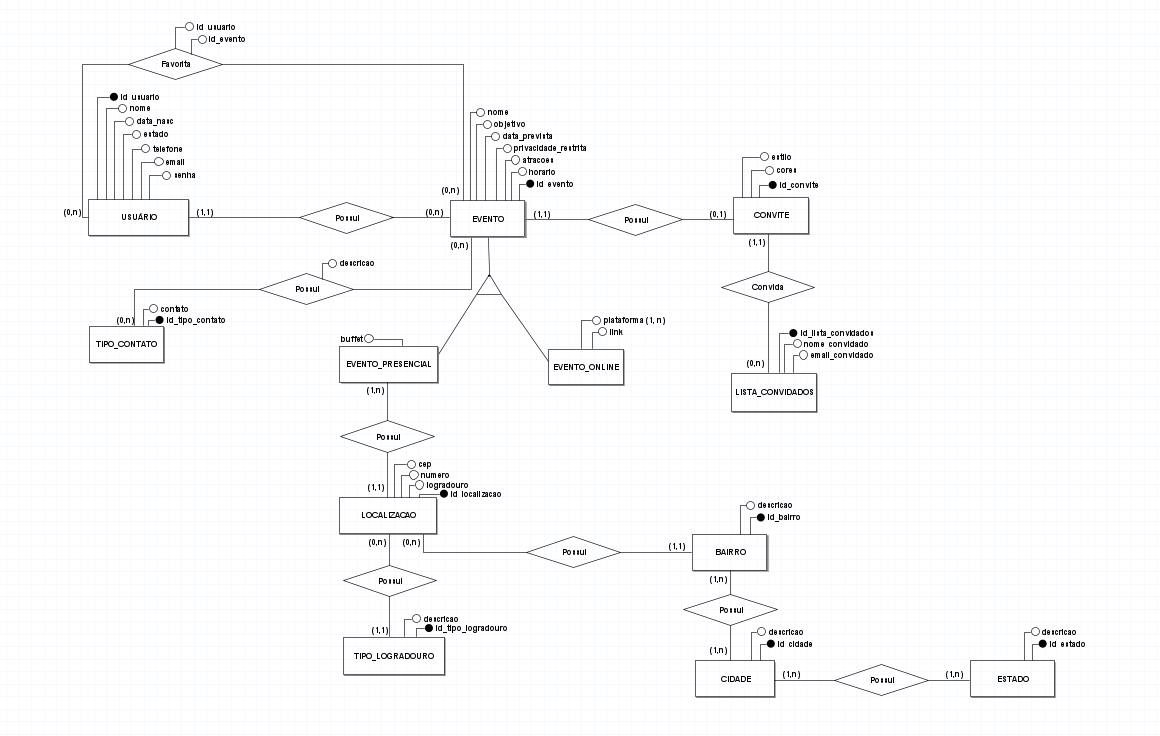 id_usuario
id_evento
Favorita
id_usuario
nome
data_nasc
estado
telefone
email
senha
nome
objetivo
data_prevista
privacidade_restrita
atracoes
horario
id_evento
estilo
cores
id_convite
(0,n)
(0,n)
USUÁRIO
(1,1)
Possui
(0,n)
EVENTO
(1,1)
Possui
(0,1)
CONVITE
(0,n)
(1,1)
descricao
Possui
Convida
contato
(0,n)
id_tipo_contato
TIPO_CONTATO
plataforma (1, n)
link
buffet
EVENTO_PRESENCIAL
EVENTO_ONLINE
id_lista_convidados
nome_convidado
email_convidado
(0,n)
LISTA_CONVIDADOS
(1,n)
Possui
cep
numero
logradouro
id_localizacao
(1,1)
LOCALIZACAO
descricao
id_bairro
(0,n)
(0,n)
Possui
(1,1)
BAIRRO
Possui
(1,n)
Possui
descricao
id_tipo_logradouro
(1,1)
TIPO_LOGRADOURO
descricao
id_cidade
(1,n)
CIDADE
(1,n)
Possui
(1,n)
descricao
id_estado
ESTADO